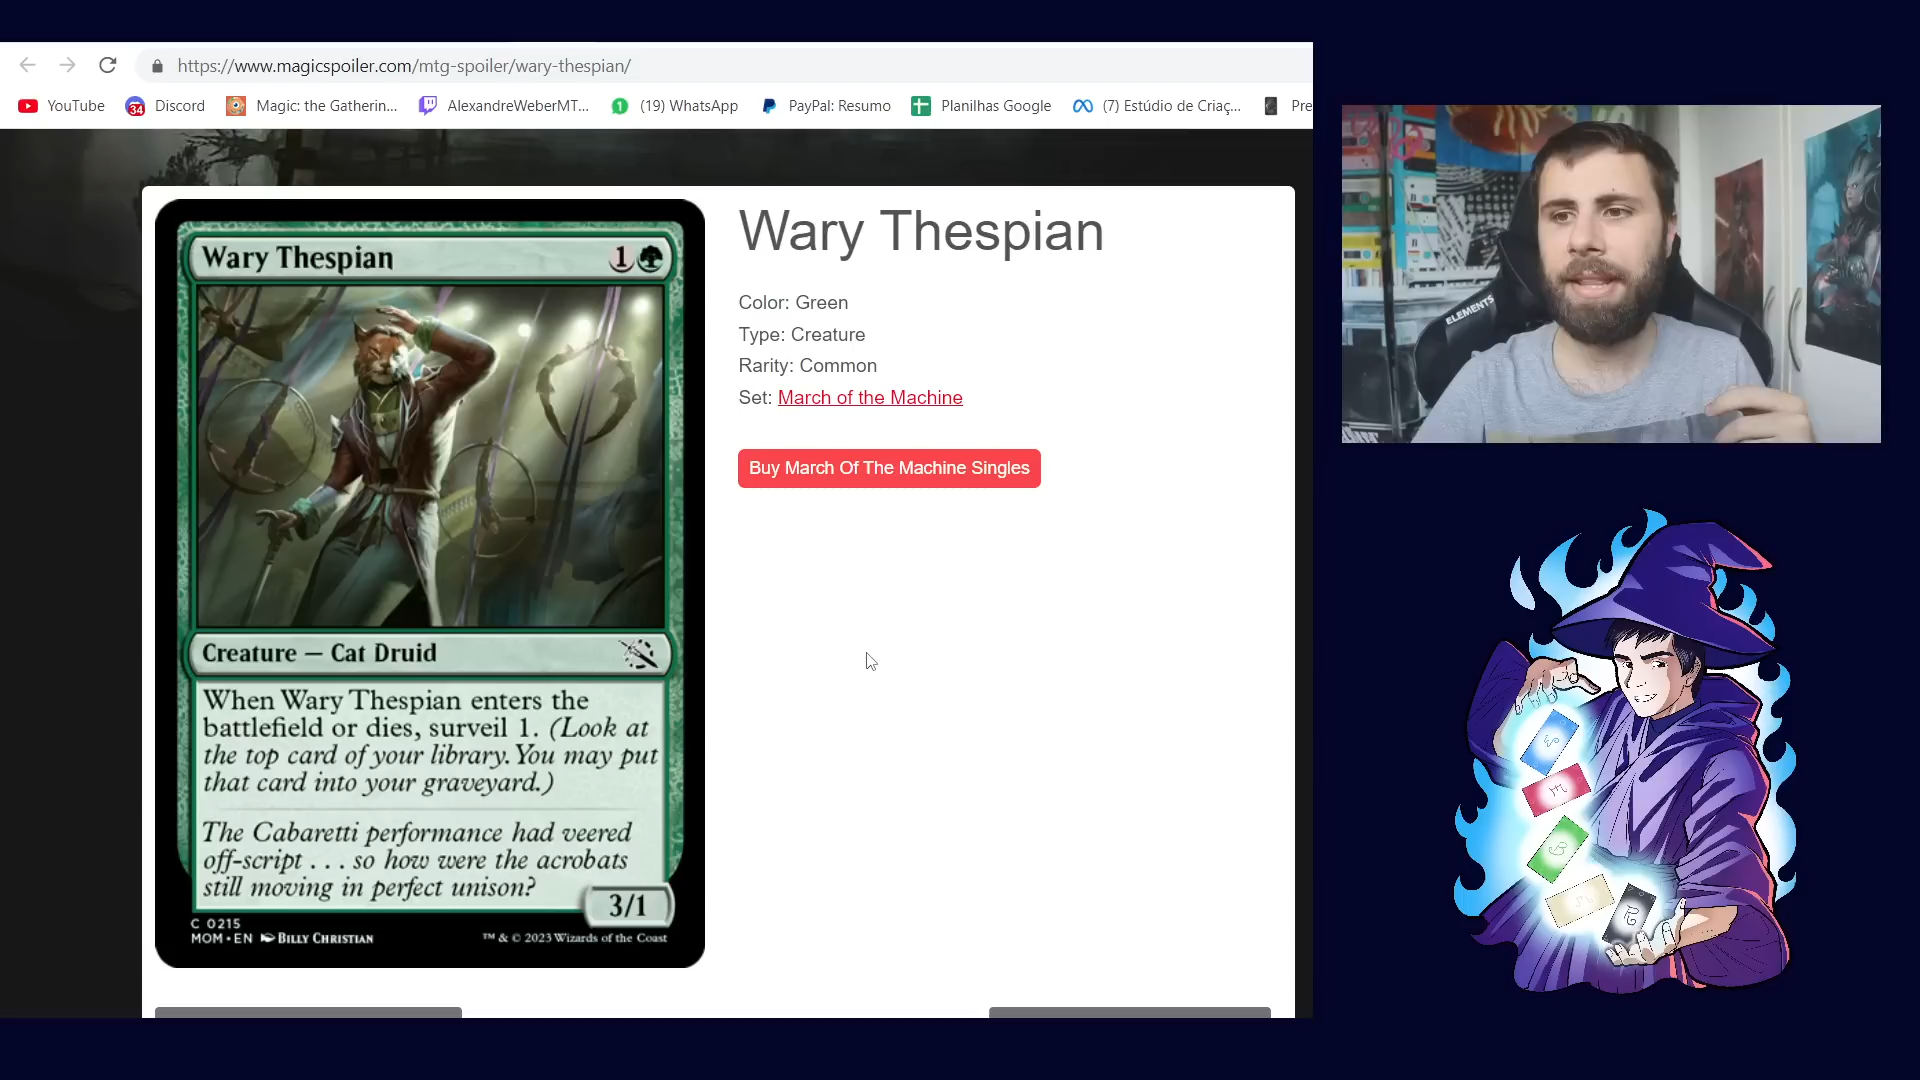 https://www.magicspoiler.com/mtg-spoiler/wary-thespian/
YouTube
34
Discord
Magic: the Gatherin...
AlexandreWeberMT...
1
(19) WhatsApp
PayPal: Resumo
Planilhas Google
(7) Estúdio de Criaç...
Pre
Wary Thespian
1
Creature — Cat Druid
When Wary Thespian enters the
battlefield or dies, surveil 1. (Look at
the top card of your library. You may put
that card into your graveyard.)
The Cabaretti performance had veered
off-script . . . so how were the acrobats
still moving in perfect unison?
3/1
C 0215
MOM • EN BILLY CHRISTIAN
™ & © 2023 Wizards of the Coast
Wary Thespian
Color: Green
Type: Creature
Rarity: Common
Set: March of the Machine
Buy March Of The Machine Singles
ELEMENTS